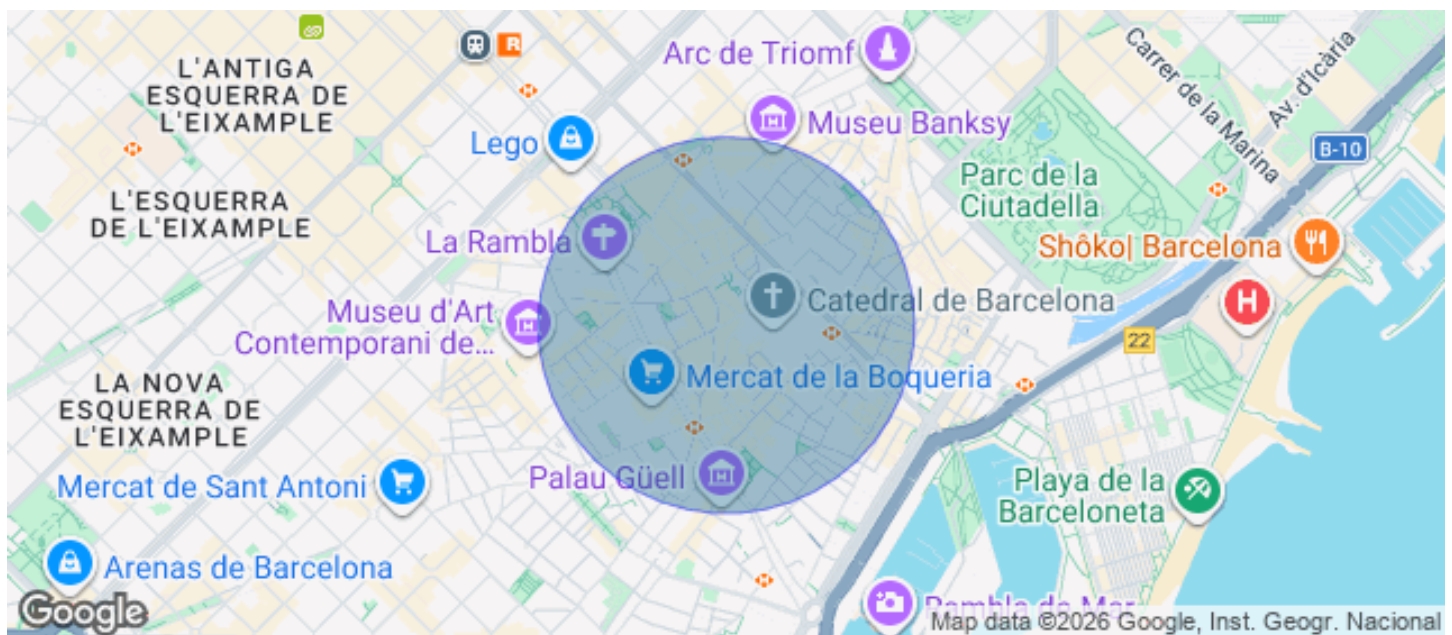 Arc de Triomf
Carrer de la Marina
Av. d'Icària
L'ANTIGA
ESQUERRA DE
L'EIXAMPLE
R
Lego
Museu Banksy
B-10
Parc de la
Ciutadella
L'ESQUERRA
DE L'EIXAMPLE
La Rambla
Shôko| Barcelona
Museu d'Art
Contemporani de...
Catedral de Barcelona
H
22
LA NOVA
ESQUERRA DE
L'EIXAMPLE
Mercat de la Boqueria
Mercat de Sant Antoni
Palau Güell
Playa de la
Barceloneta
Arenas de Barcelona
Rambla de Mar
Google
Map data ©2026 Google, Inst. Geogr. Nacional